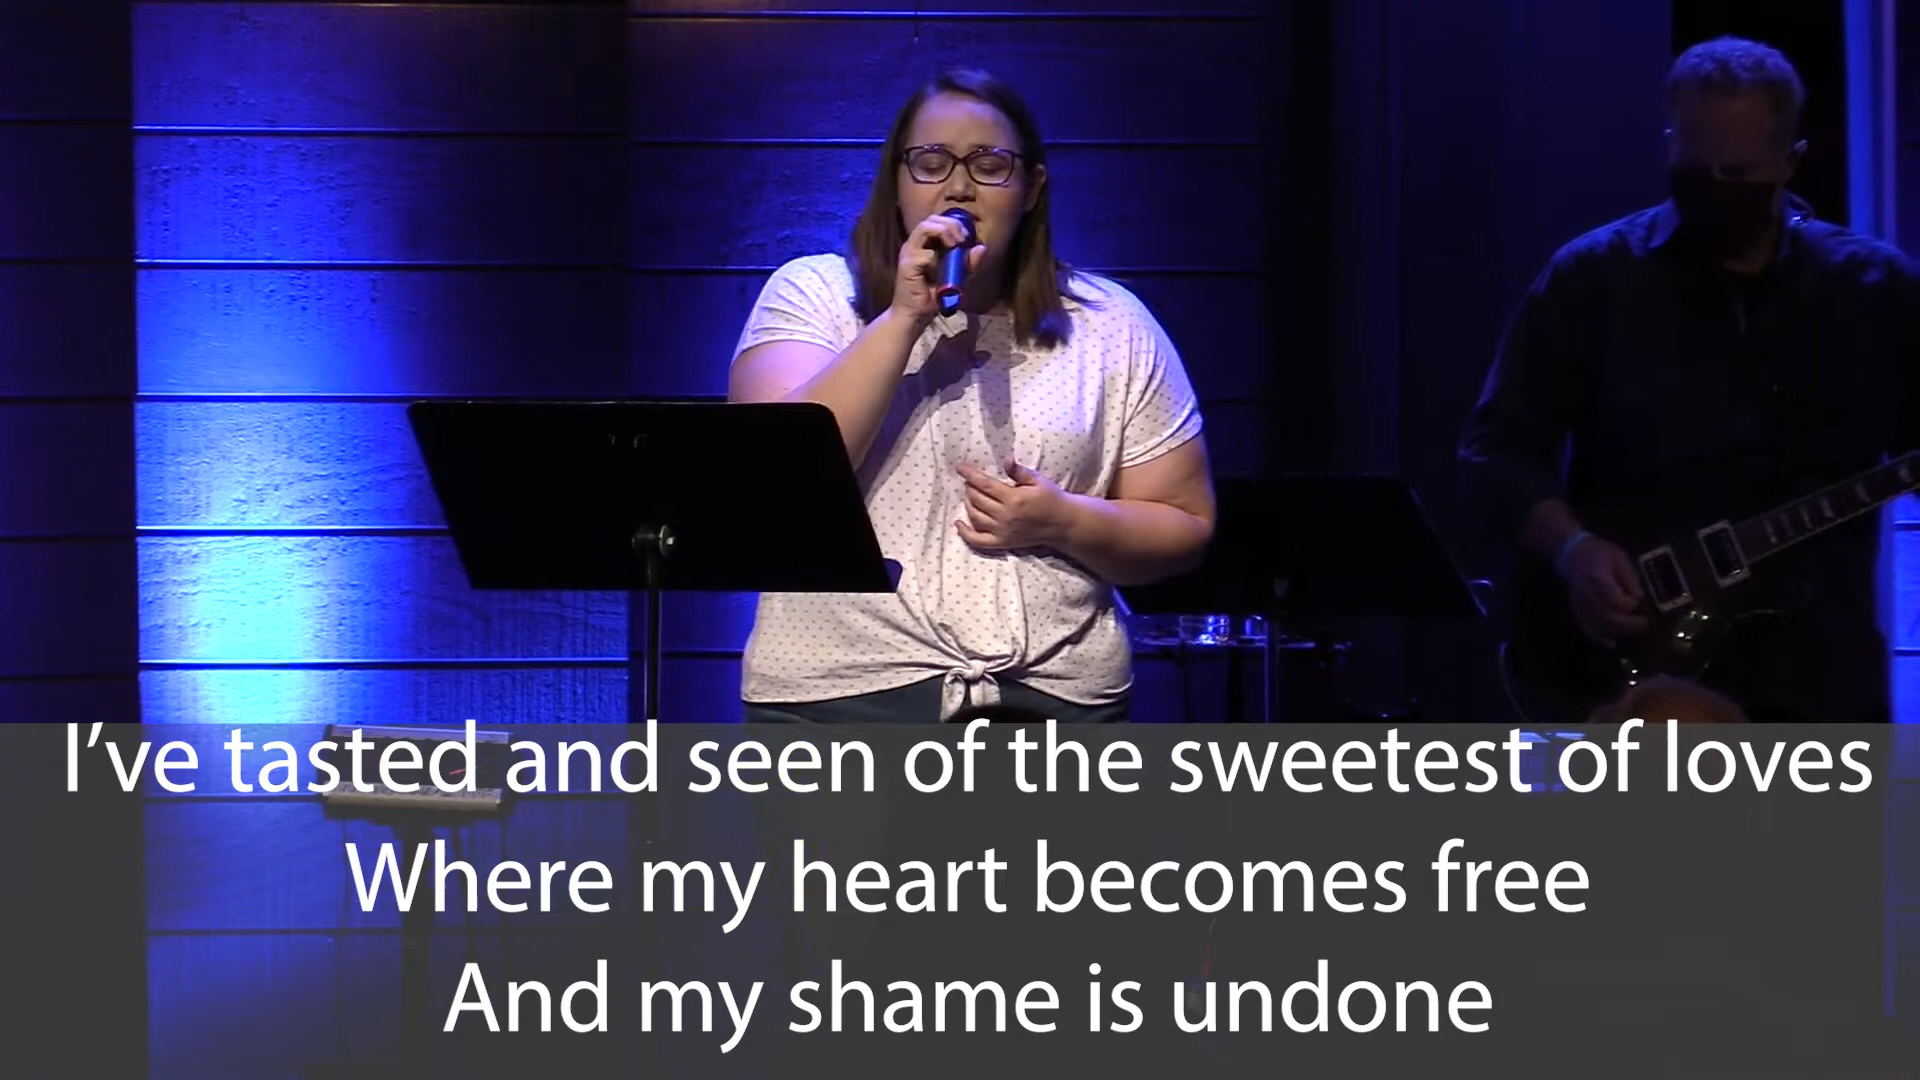 I’ve tasted and seen of the sweetest of loves
Where my heart becomes free
And my shame is undone